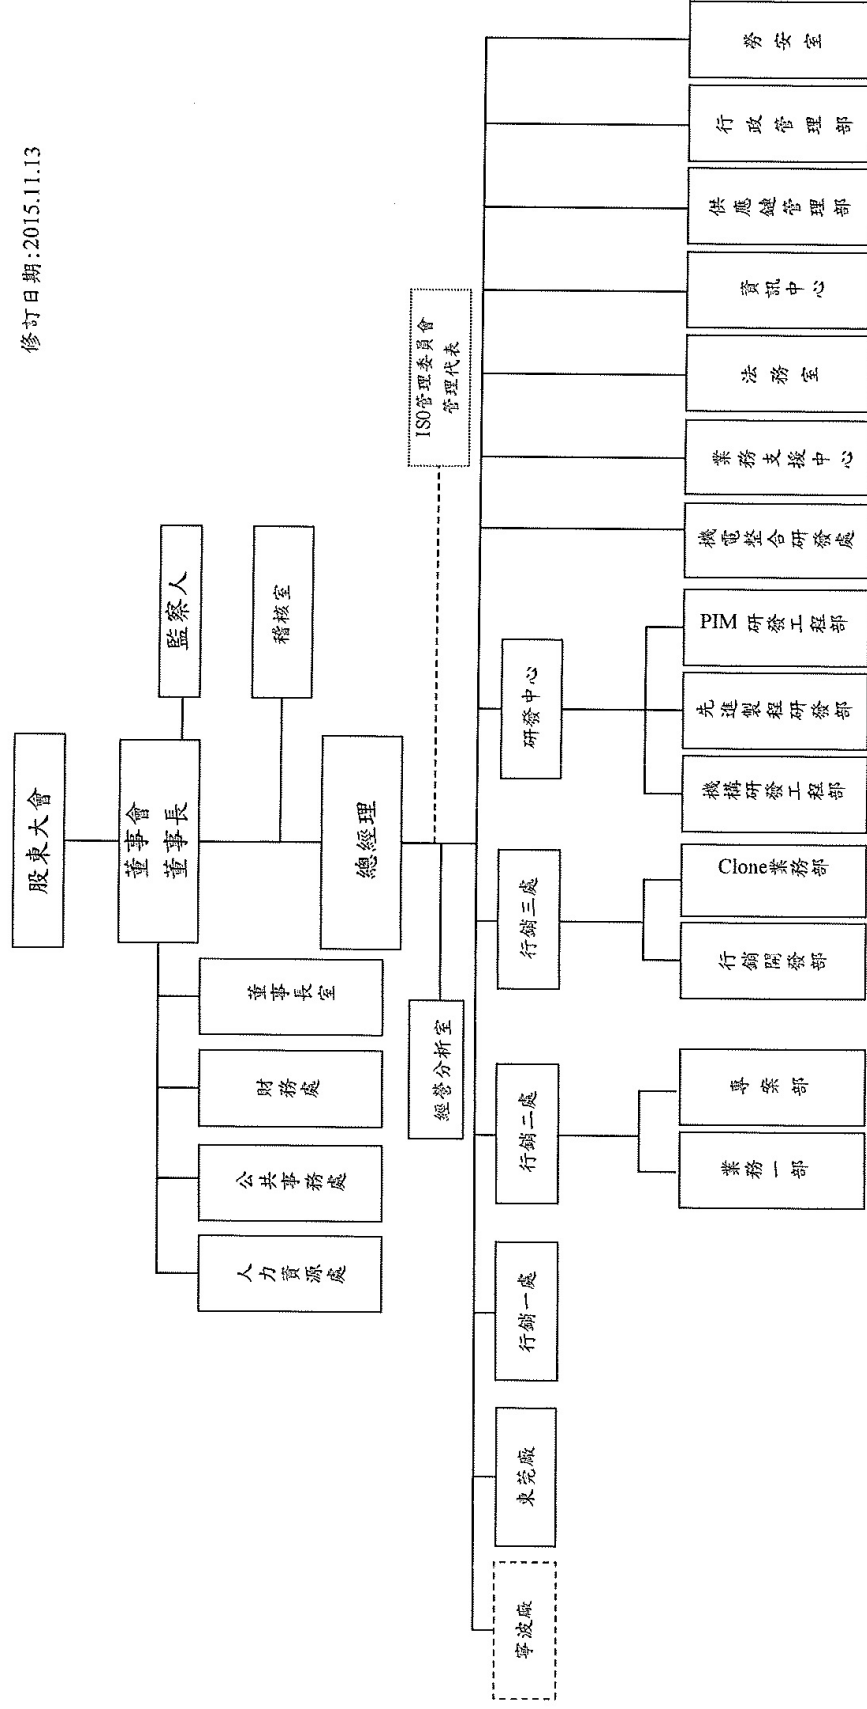 修訂日期:2015.11.13
股東大會
董事會
董事長
監察人
稽核室
人力資源處
公共事務處
財務處
董事長室
總經理
ISO管理委員會
管理代表
經營分析室
寧波廠
東莞廠
行銷一處
行銷二處
行銷三處
研發中心
業務一部
專案部
行銷開發部
Clone業務部
機構研發工程部
先進製程研發部
PIM 研發工程部
機電整合研發處
業務支援中心
法務室
資訊中心
供應鏈管理部
行政管理部
勞安室